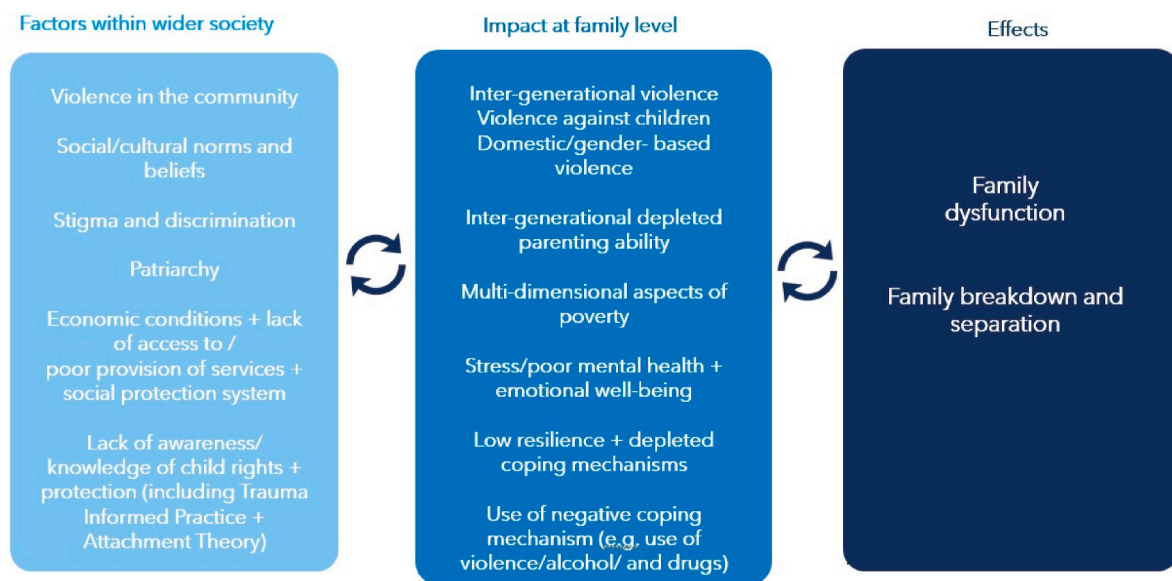 Factors within wider society
Violence in the community
Social/cultural norms and
beliefs
Stigma and discrimination
Patriarchy
Economic conditions + lack
of access to /
poor provision of services +
social protection system
Lack of awareness/
knowledge of child rights +
protection (including Trauma
Informed Practice +
Attachment Theory)
Impact at family level
Inter-generational violence
Violence against children
Domestic/gender- based
violence
Inter-generational depleted
parenting ability
Multi-dimensional aspects of
poverty
Stress/poor mental health +
emotional well-being
Low resilience + depleted
coping mechanisms
Use of negative coping
mechanism (e.g. use of
violence/alcohol/ and drugs)
Effects
Family
dysfunction
Family breakdown and
separation